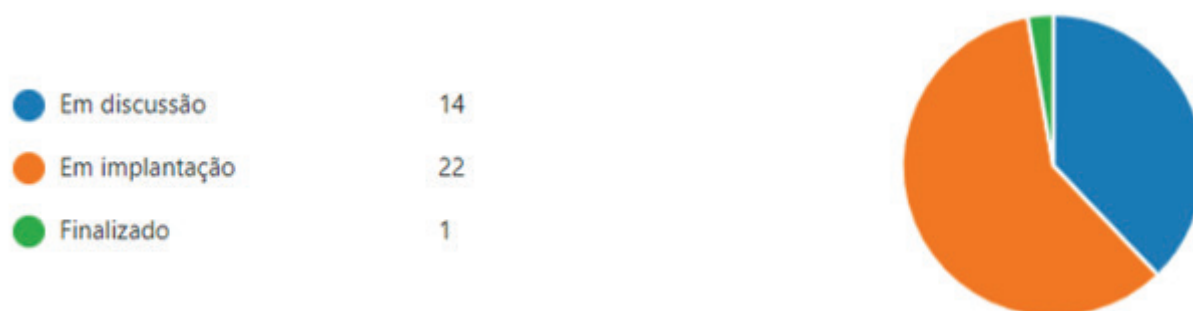 Em discussão 14
Em implantação 22
Finalizado 1